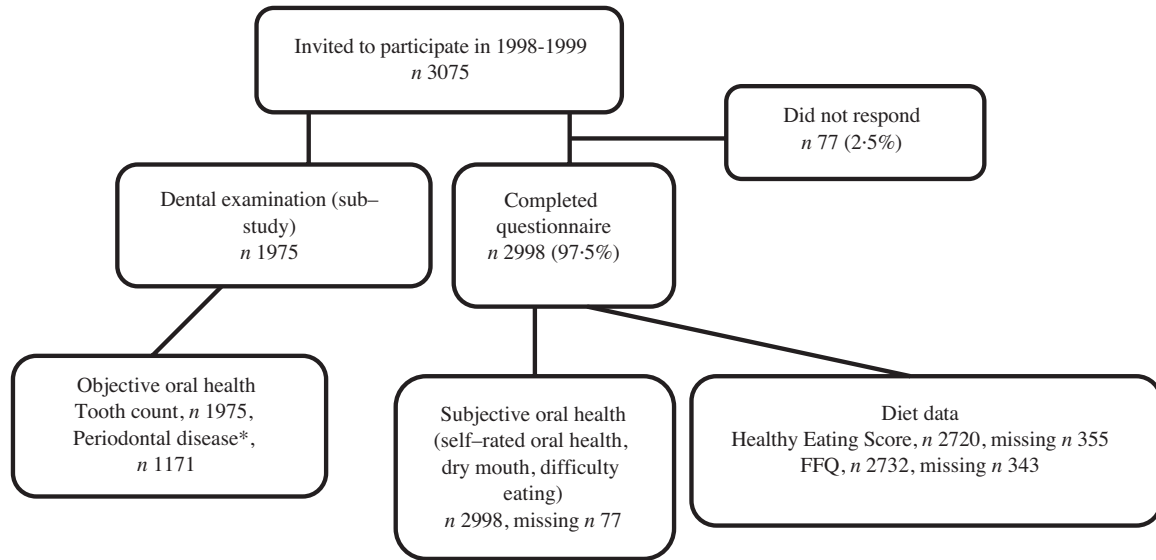 Invited to participate in 1998-1999
n 3075
Did not respond
n 77 (2·5%)
Dental examination (sub–
study)
n 1975
Completed
questionnaire
n 2998 (97·5%)
Objective oral health
Tooth count, n 1975,
Periodontal disease*,
n 1171
Subjective oral health
(self–rated oral health,
dry mouth, difficulty
eating)
n 2998, missing n 77
Diet data
Healthy Eating Score, n 2720, missing n 355
FFQ, n 2732, missing n 343